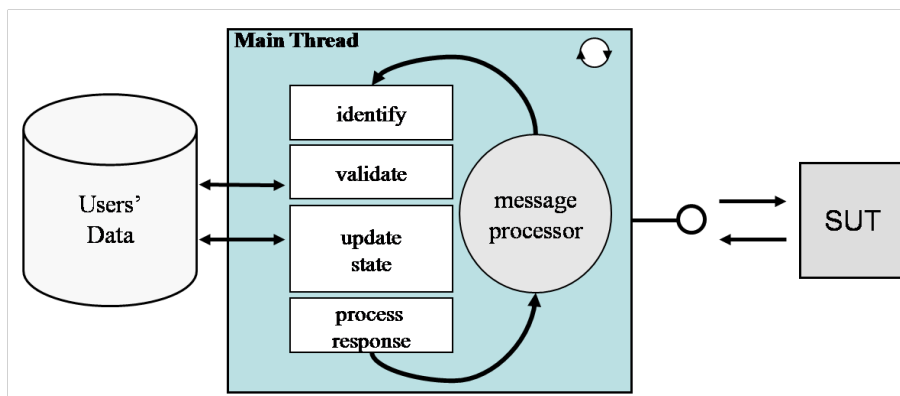 Main Thread
identify
validate
update
state
process
response
message
processor
Users’
Data
SUT